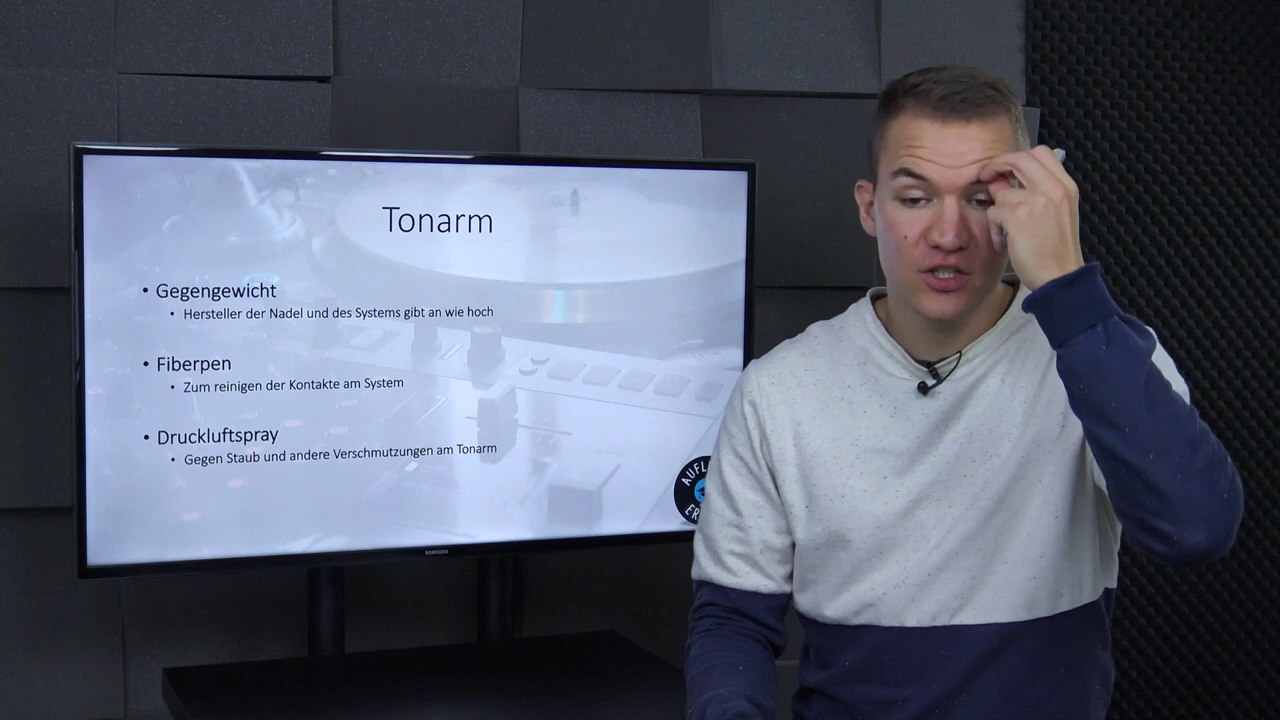 Tonarm
• Gegengewicht
• Hersteller der Nadel und des Systems gibt an wie hoch
• Fiberpen
• Zum reinigen der Kontakte am System
• Druckluftspray
• Gegen Staub und andere Verschmutzungen am Tonarm
SAMSUNG